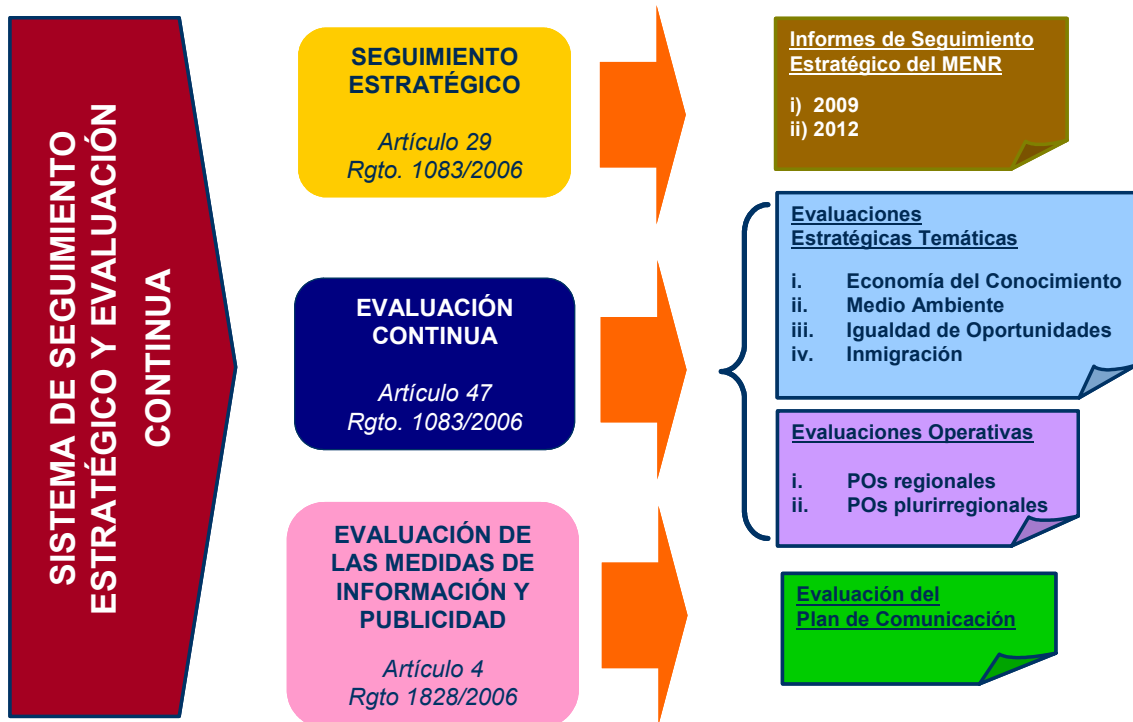 SISTEMA DE SEGUIMIENTO
ESTRATÉGICO Y EVALUACIÓN
CONTINUA
SEGUIMIENTO
ESTRATÉGICO
Artículo 29
Rgto. 1083/2006
Informes de Seguimiento
Estratégico del MENR
i) 2009
ii) 2012
EVALUACIÓN
CONTINUA
Artículo 47
Rgto. 1083/2006
Evaluaciones
Estratégicas Temáticas
i. Economía del Conocimiento
ii. Medio Ambiente
iii. Igualdad de Oportunidades
iv. Inmigración
Evaluaciones Operativas
i. POs regionales
ii. POs plurirregionales
EVALUACIÓN DE
LAS MEDIDAS DE
INFORMACIÓN Y
PUBLICIDAD
Artículo 4
Rgto 1828/2006
Evaluación del
Plan de Comunicación